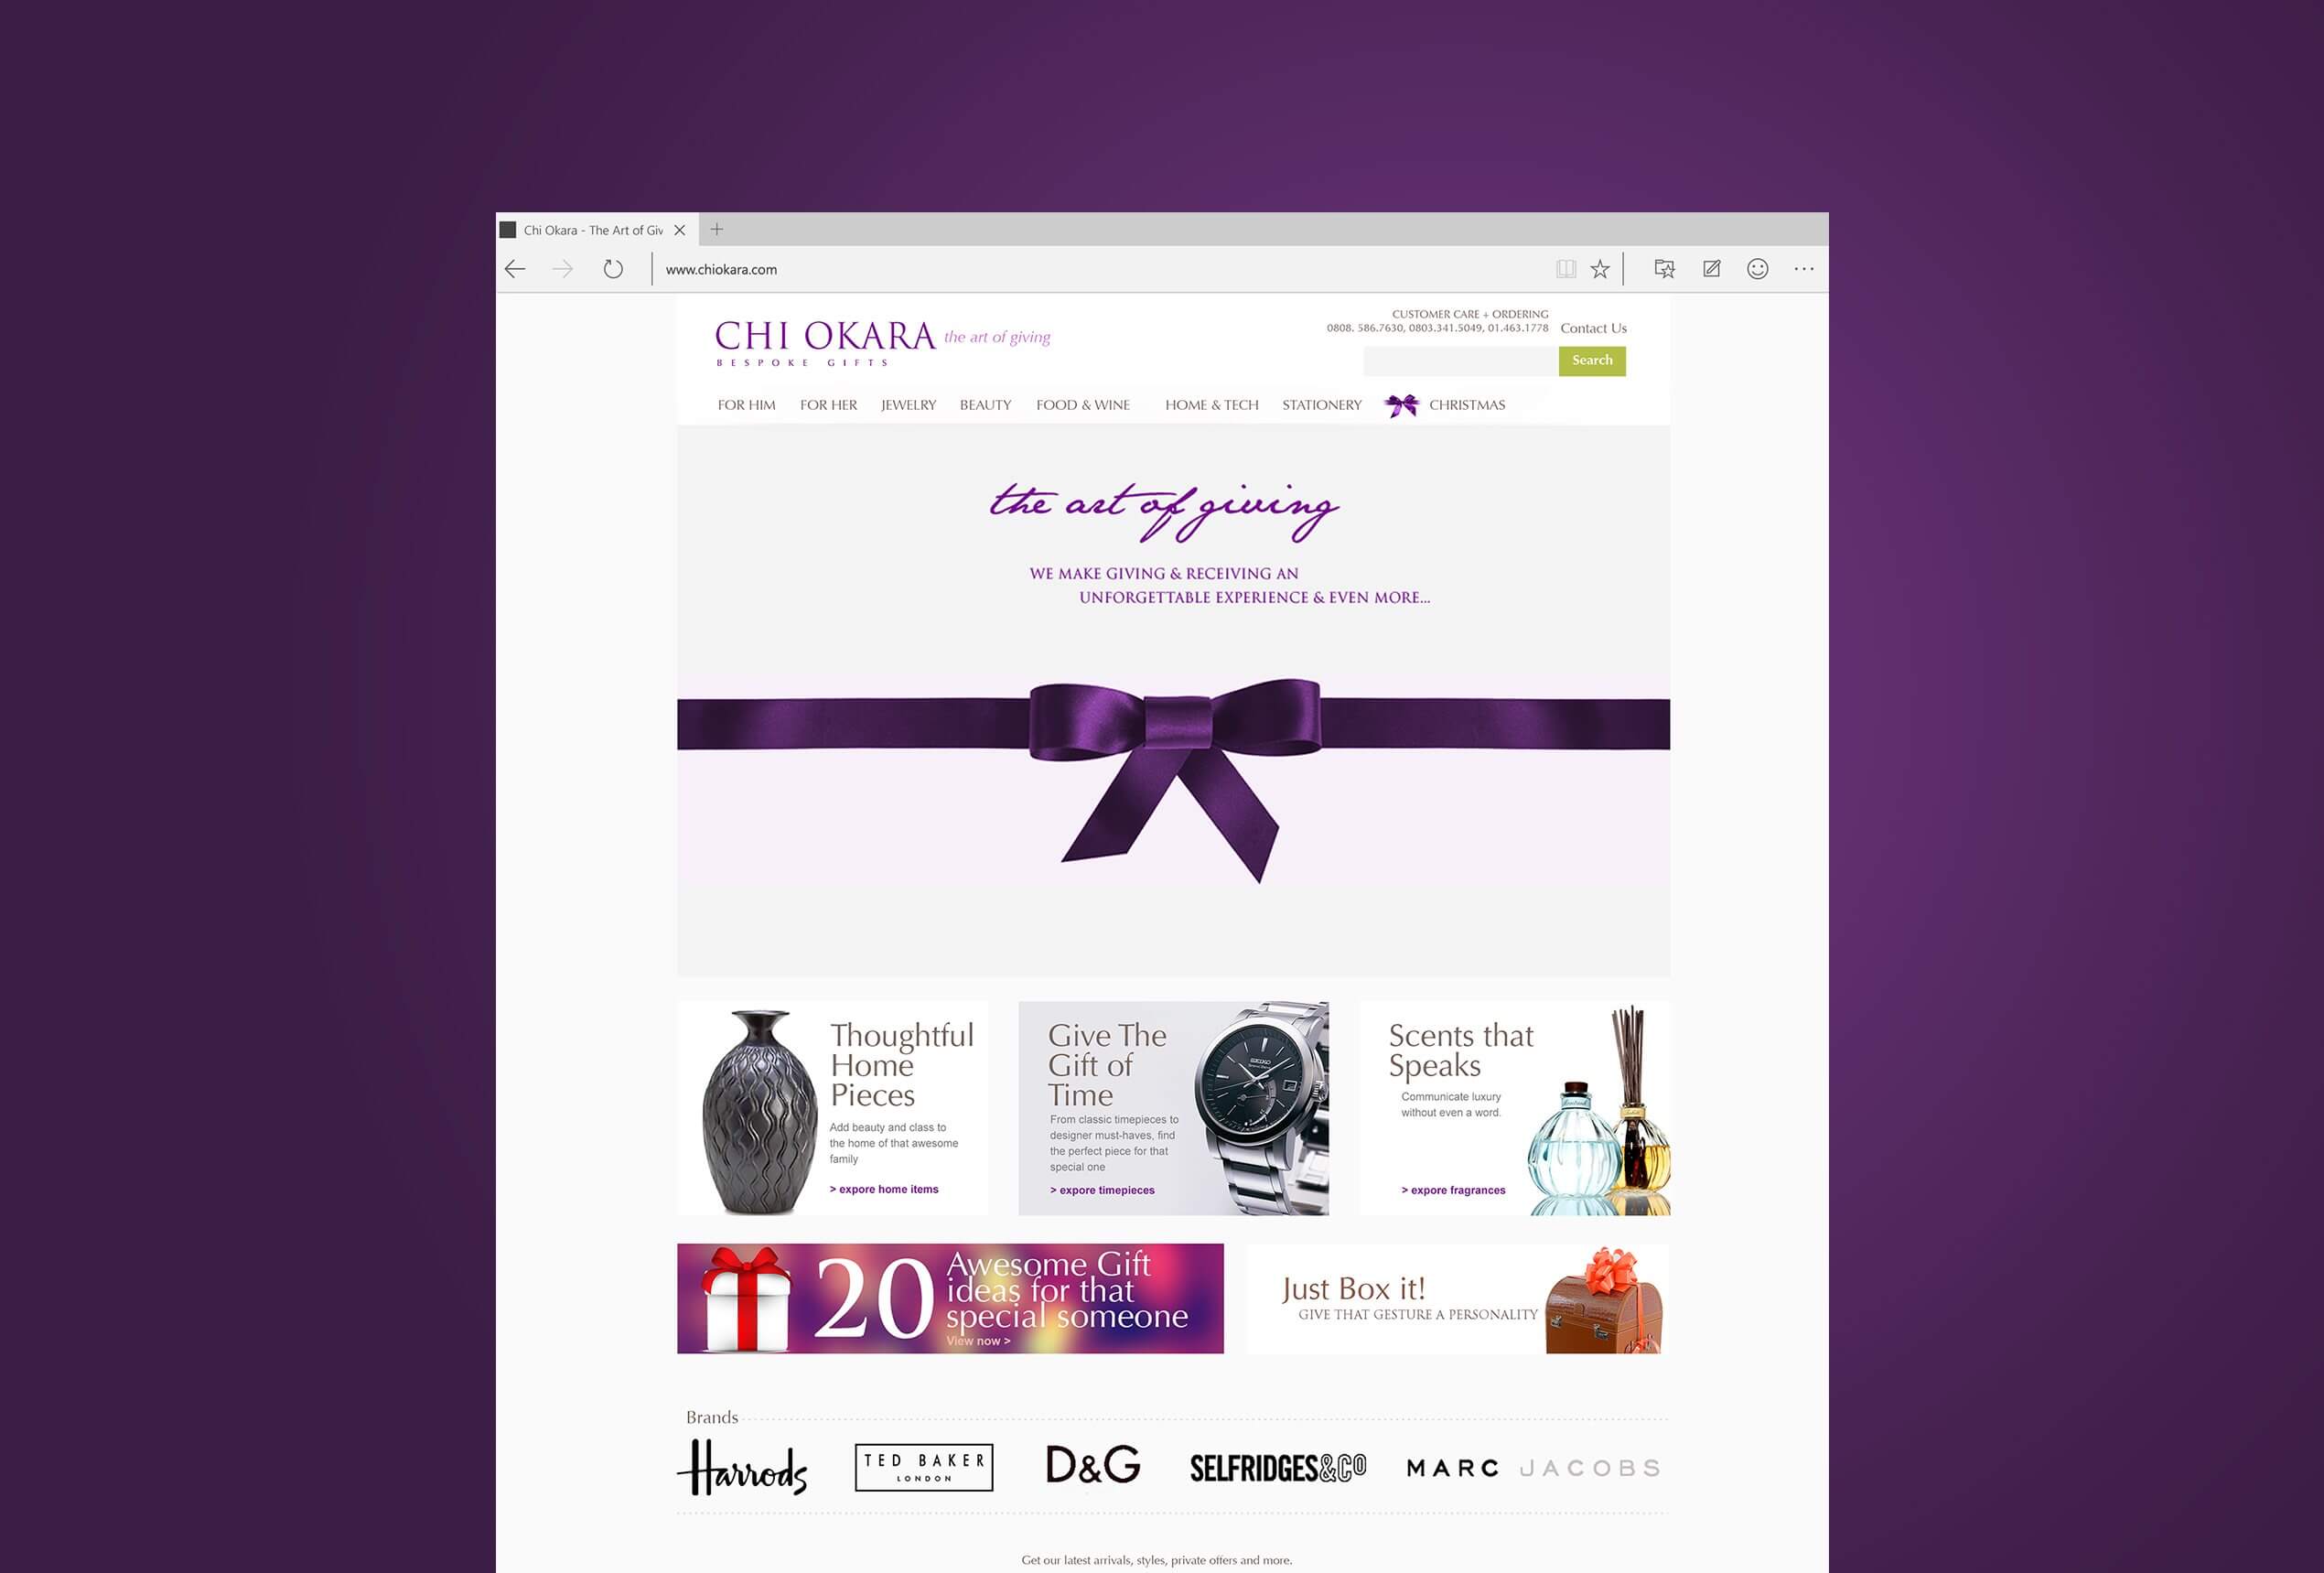 Chi Okara - The Art of Giv
www.chiokara.com
CUSTOMER CARE + ORDERING
0808. 586.7630, 0803.341.5049, 01.463.1778
Contact Us
CHI OKARA the art of giving
BESPOKE GIFTS
Search
FOR HIM FOR HER JEWELRY BEAUTY FOOD & WINE HOME & TECH STATIONERY CHRISTMAS
the art of giving
WE MAKE GIVING & RECEIVING AN
UNFORGETTABLE EXPERIENCE & EVEN MORE...
Thoughtful
Home
Pieces
Add beauty and class to
the home of that awesome
family
> expore home items
Give The
Gift of
Time
From classic timepieces to
designer must-haves, find
the perfect piece for that
special one
> expore timepieces
SEIKO
Scents that
Speaks
Communicate luxury
without even a word.
> expore fragrances
20
Awesome Gift
ideas for that
special someone
View now >
Just Box it!
GIVE THAT GESTURE A PERSONALITY
Brands
Harrods
TED BAKER
LONDON
D&G
SELFRIDGES&CO
MARC JACOBS
Get our latest arrivals, styles, private offers and more.